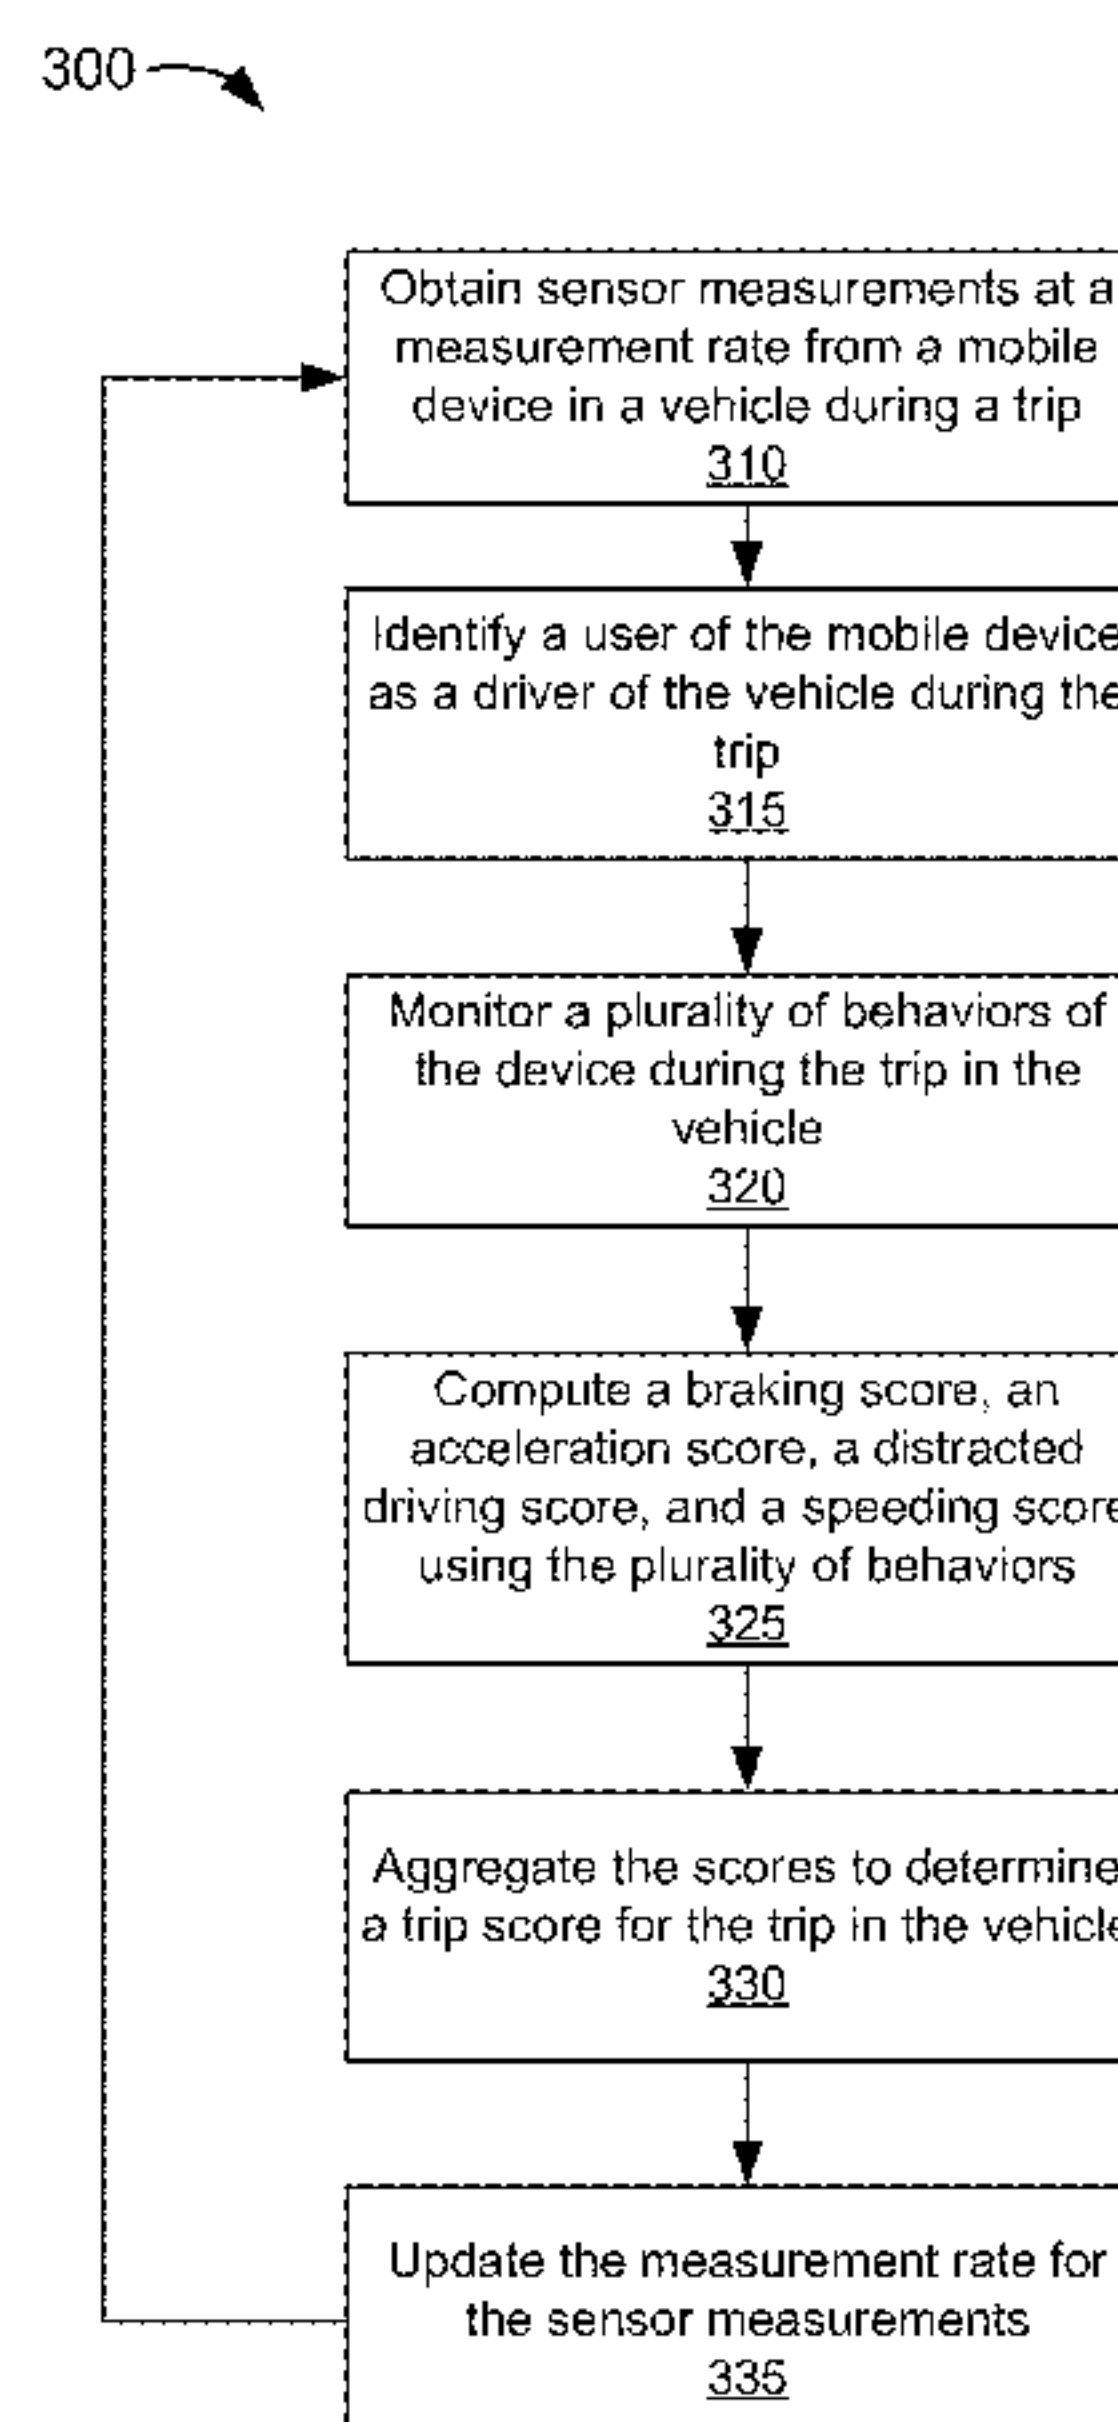 300
Obtain sensor measurements at a
measurement rate from a mobile
device in a vehicle during a trip
310
Identify a user of the mobile device
as a driver of the vehicle during the
trip
315
Monitor a plurality of behaviors of
the device during the trip in the
vehicle
320
Compute a braking score, an
acceleration score, a distracted
driving score, and a speeding score
using the plurality of behaviors
325
Aggregate the scores to determine
a trip score for the trip in the vehicle
330
Update the measurement rate for
the sensor measurements
335